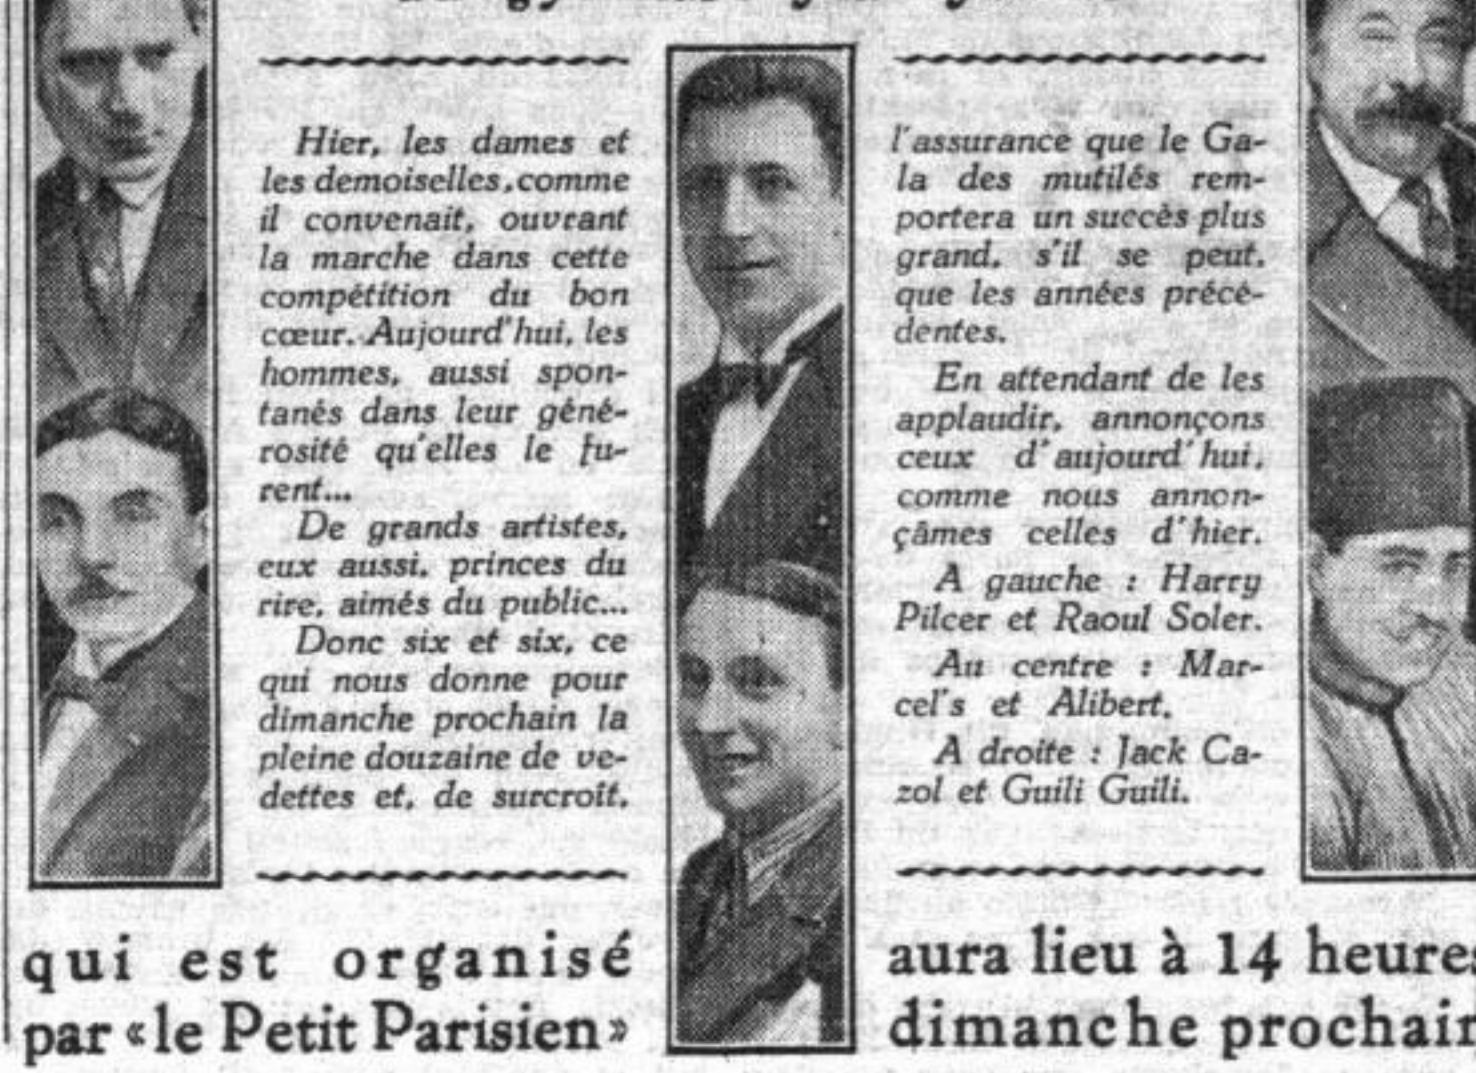 Hier, les dames et
les demoiselles, comme
il convenait, ouvrant
la marche dans cette
compétition du bon
cœur. Aujourd'hui, les
hommes, aussi spon-
tanés dans leur géné-
rosité qu'elles le fu-
rent...
De grands artistes,
eux aussi, princes du
rire, aimés du public...
Donc six et six, ce
qui nous donne pour
dimanche prochain la
pleine douzaine de ve-
dettes et, de surcroît,
l'assurance que le Ga-
la des mutilés rem-
portera un succès plus
grand, s'il se peut,
que les années précé-
dentes.
En attendant de les
applaudir, annonçons
ceux d'aujourd'hui,
comme nous annon-
çâmes celles d'hier.
A gauche : Harry
Pilcer et Raoul Soler.
Au centre : Mar-
cel's et Alibert.
A droite : Jack Ca-
zol et Guili Guili.
qui est organisé
par « le Petit Parisien »
aura lieu à 14 heures
dimanche prochain